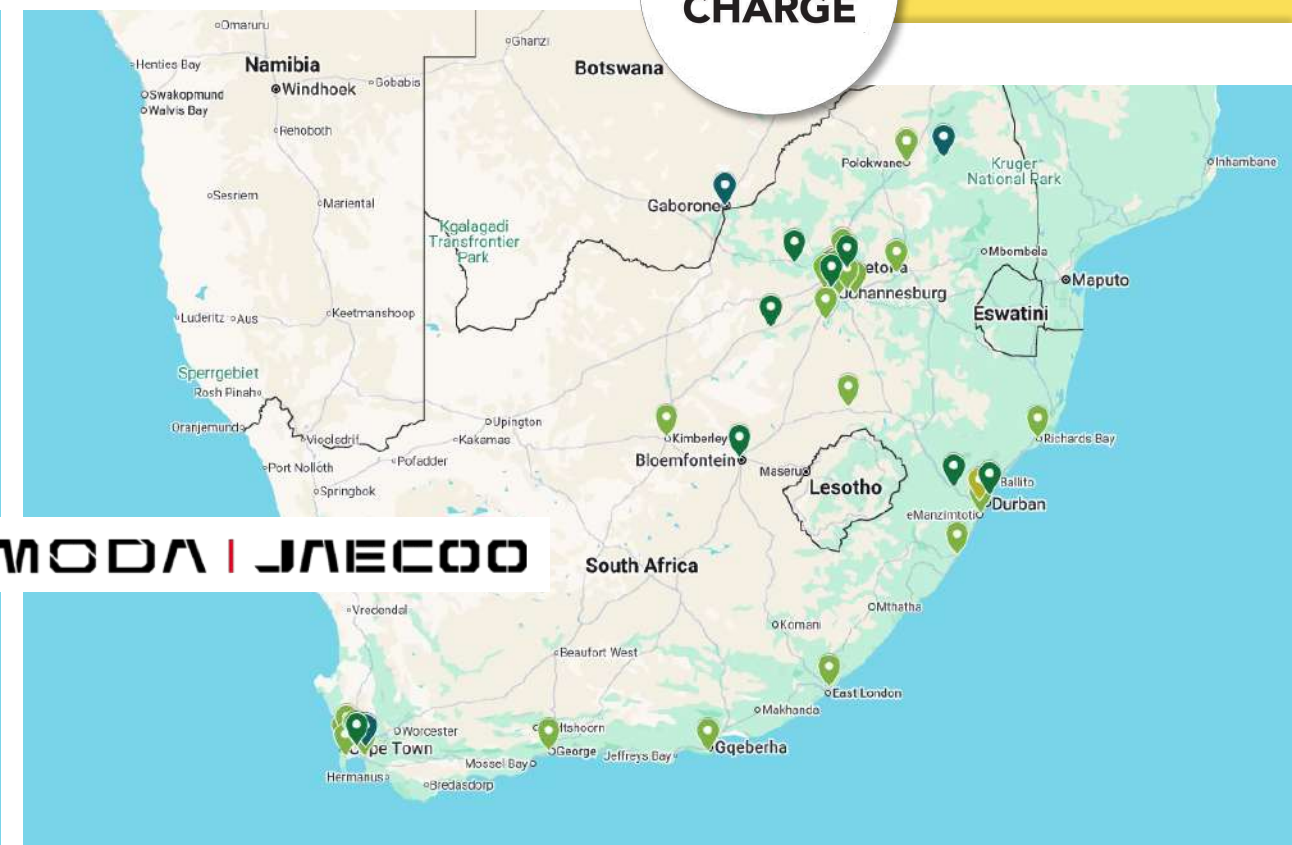 CHARGE
Omaruru
Ghanzi
Henties Bay
Namibia
Botswana
Windhoek
Gobabis
Swakopmund
Walvis Bay
Rehoboth
Polokwane
Kruger
National Park
Inhambane
Sesriem
Mariental
Gaborone
Kgalagadi
Transfrontier
Park
Mbombela
etoria
Maputo
Johannesburg
Luderitz
Aus
Keetmanshoop
Eswatini
Sperrgebiet
Rosh Pinah
Oranjemund
Vioolsdrif
Upington
Kakamas
Kimberley
Richards Bay
Port Nolloth
Pofadder
Bloemfontein
Maseru
Springbok
Lesotho
Ballito
Durban
eManzimtoti
MODA | JAECOO
South Africa
Vredendal
Mthatha
Komani
Beaufort West
East London
Makhanda
Worcester
ltshoorn
Cape Town
George
Jeffreys Bay
Gqeberha
Mossel Bay
Hermanus
Bredasdorp